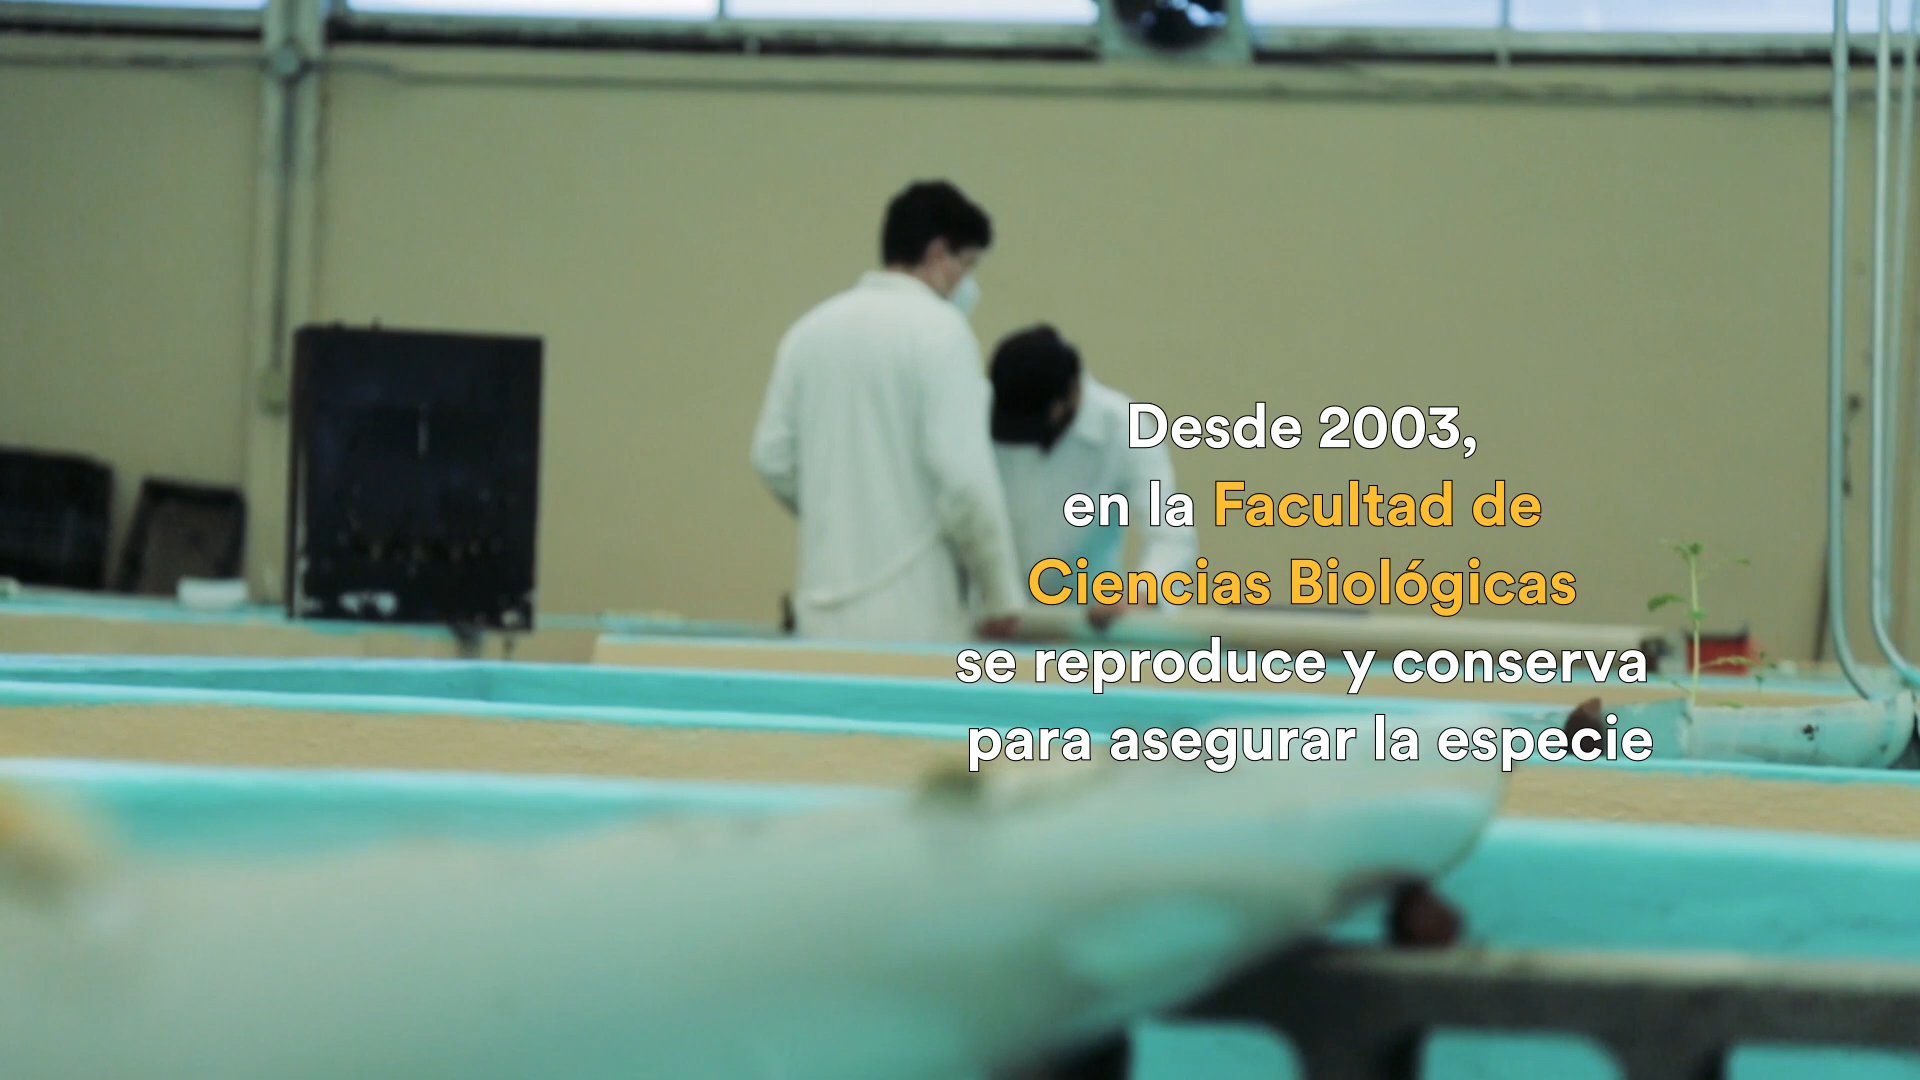 Desde 2003,
en la Facultad de
Ciencias Biológicas
se reproduce y conserva
para asegurar la especie